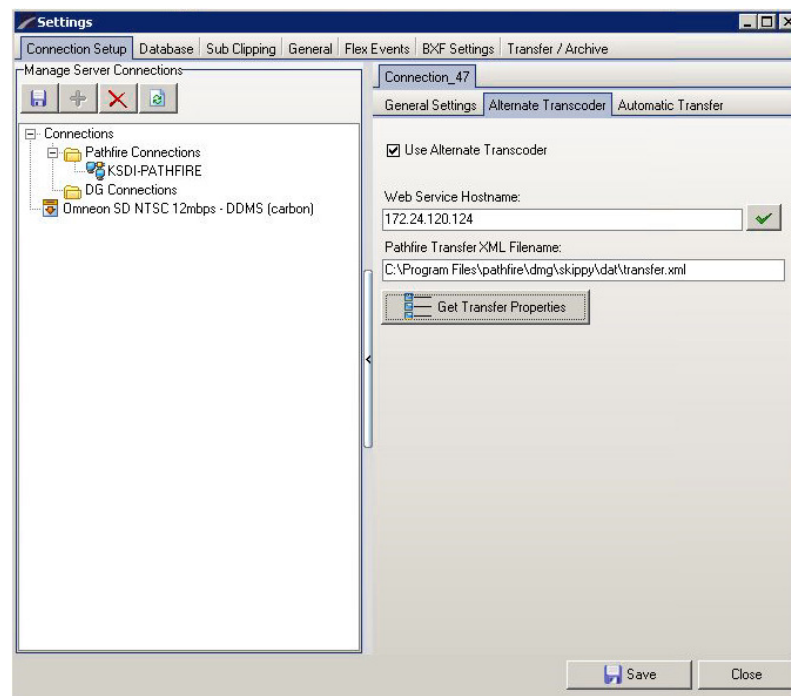 Settings
Connection Setup Database Sub Clipping General Flex Events BXF Settings Transfer / Archive
Manage Server Connections
Connections
Pathfire Connections
KSDI-PATHFIRE
DG Connections
Omneon SD NTSC 12mbps - DDMS (carbon)
Connection_47
General Settings Alternate Transcoder Automatic Transfer
Use Alternate Transcoder
Web Service Hostname:
172.24.120.124
Pathfire Transfer XML Filename:
C:\Program Files\pathfire\dmg\skippy\dat\transfer.xml
Get Transfer Properties
Save Close